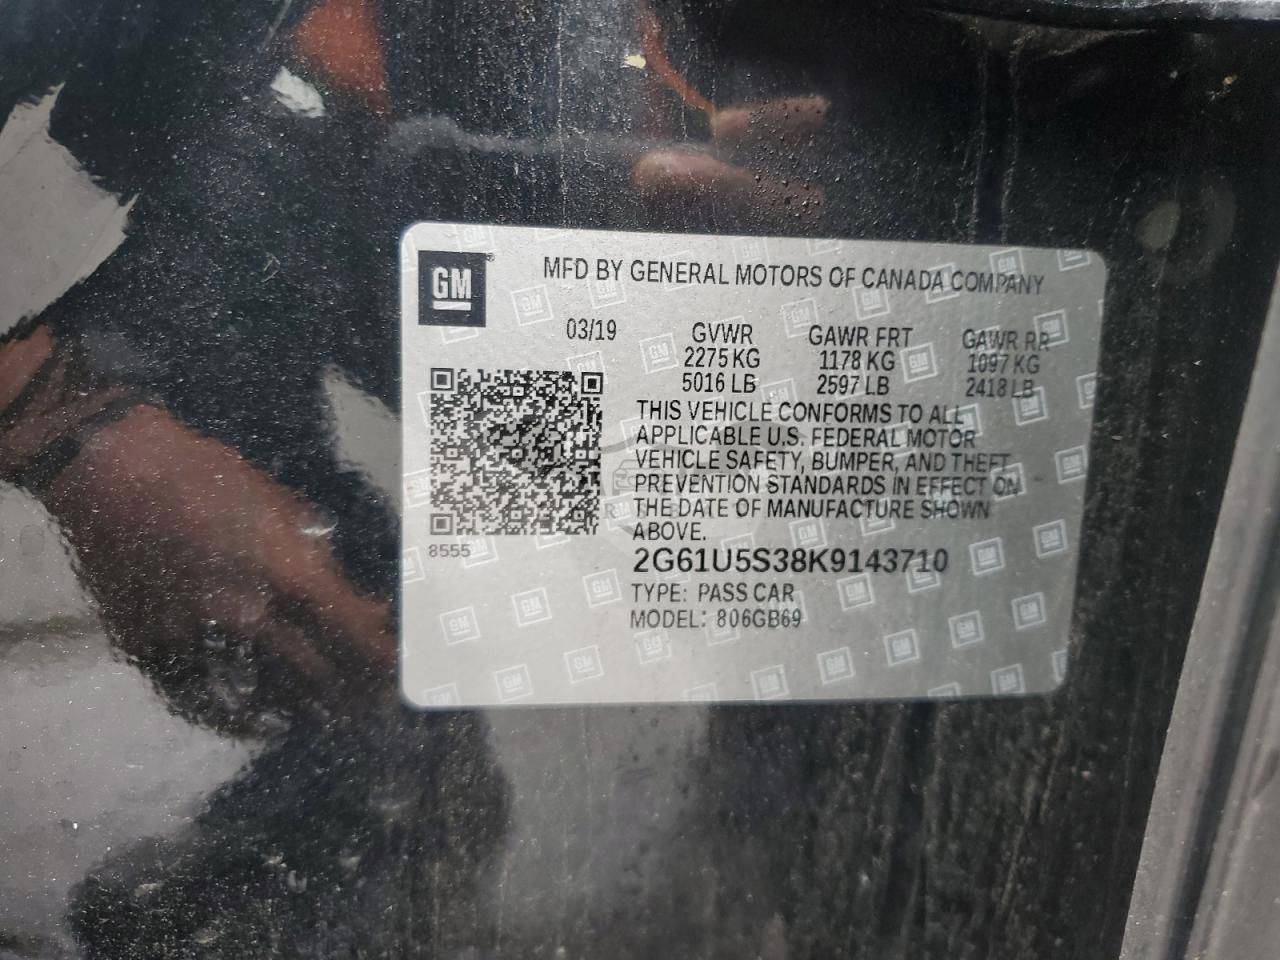 GM
MFD BY GENERAL MOTORS OF CANADA COMPANY
03/19 GVWR GAWR FRT GAWR RR
2275 KG 1178 KG 1097 KG
5016 LB 2597 LB 2418 LB
THIS VEHICLE CONFORMS TO ALL
APPLICABLE U.S. FEDERAL MOTOR
VEHICLE SAFETY, BUMPER, AND THEFT
PREVENTION STANDARDS IN EFFECT ON
THE DATE OF MANUFACTURE SHOWN
ABOVE.
8555
2G61U5S38K9143710
TYPE: PASS CAR
MODEL: 806GB69